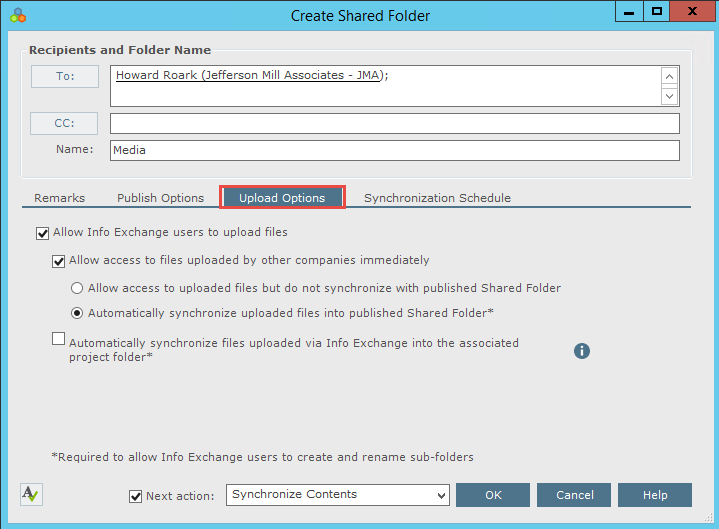 Create Shared Folder
Recipients and Folder Name
To:
Howard Roark (Jefferson Mill Associates - JMA);
CC:
Name:
Media
Remarks
Publish Options
Upload Options
Synchronization Schedule
Allow Info Exchange users to upload files
Allow access to files uploaded by other companies immediately
Allow access to uploaded files but do not synchronize with published Shared Folder
Automatically synchronize uploaded files into published Shared Folder*
Automatically synchronize files uploaded via Info Exchange into the associated
project folder*
*Required to allow Info Exchange users to create and rename sub-folders
Next action:
Synchronize Contents
OK
Cancel
Help